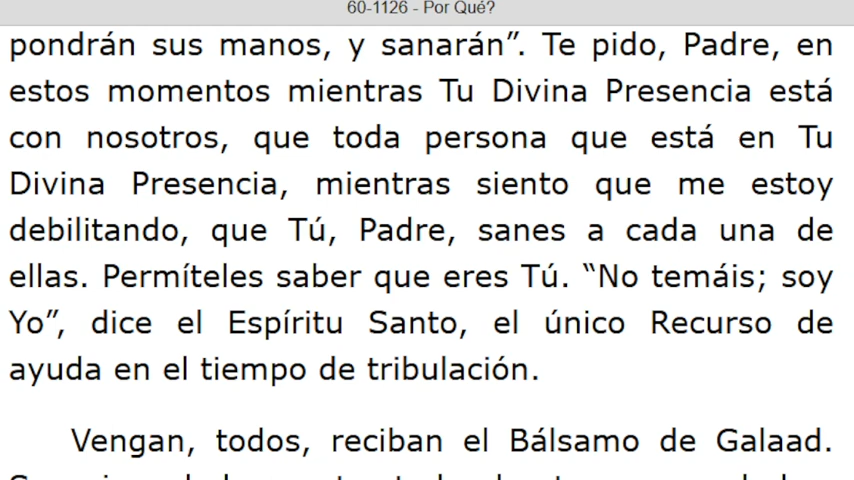 60-1126 - Por Qué?
pondrán sus manos, y sanarán”. Te pido, Padre, en
estos momentos mientras Tu Divina Presencia está
con nosotros, que toda persona que está en Tu
Divina Presencia, mientras siento que me estoy
debilitando, que Tú, Padre, sanes a cada una de
ellas. Permíteles saber que eres Tú. “No temáis; soy
Yo”, dice el Espíritu Santo, el único Recurso de
ayuda en el tiempo de tribulación.
Vengan, todos, reciban el Bálsamo de Galaad.